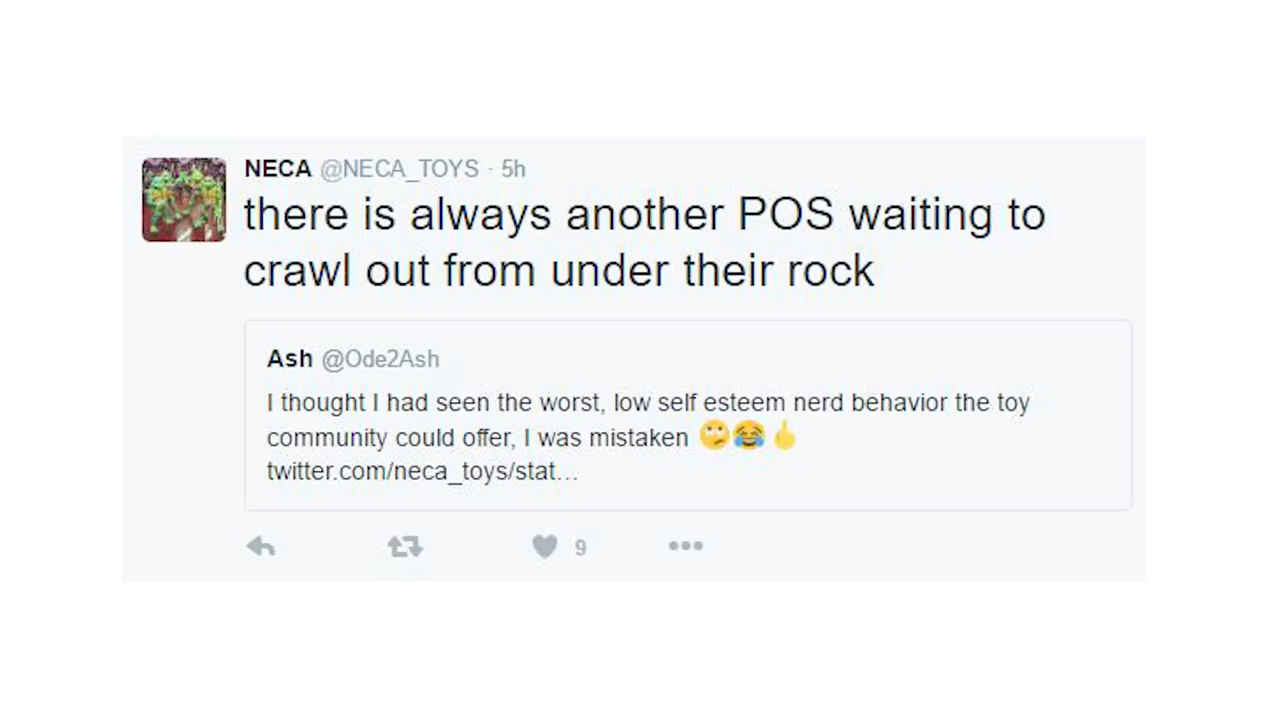 NECA @NECA_TOYS · 5h
there is always another POS waiting to
crawl out from under their rock
Ash @Ode2Ash
I thought I had seen the worst, low self esteem nerd behavior the toy
community could offer, I was mistaken 🙄😂🖕
twitter.com/neca_toys/stat…
9